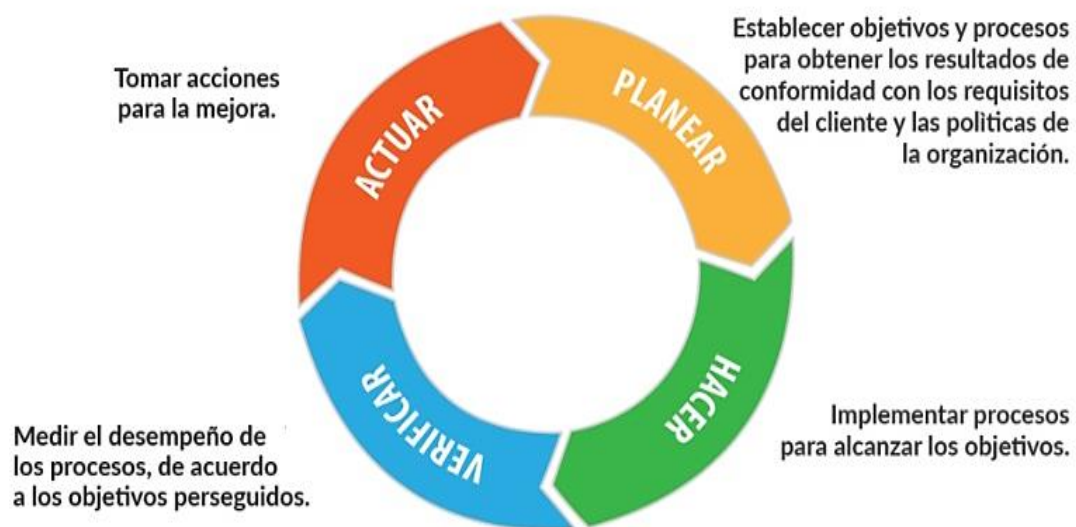 PLANEAR
Establecer objetivos y procesos
para obtener los resultados de
conformidad con los requisitos
del cliente y las polìticas de
la organización.
HACER
Implementar procesos
para alcanzar los objetivos.
VERIFICAR
Medir el desempeño de
los procesos, de acuerdo
a los objetivos perseguidos.
ACTUAR
Tomar acciones
para la mejora.